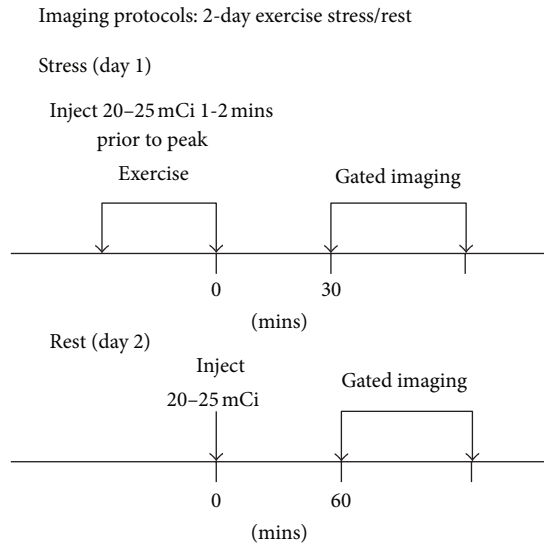 Imaging protocols: 2-day exercise stress/rest
Stress (day 1)
Inject 20–25 mCi 1-2 mins
prior to peak
Exercise
Gated imaging
0
30
(mins)
Rest (day 2)
Inject
20–25 mCi
Gated imaging
0
60
(mins)